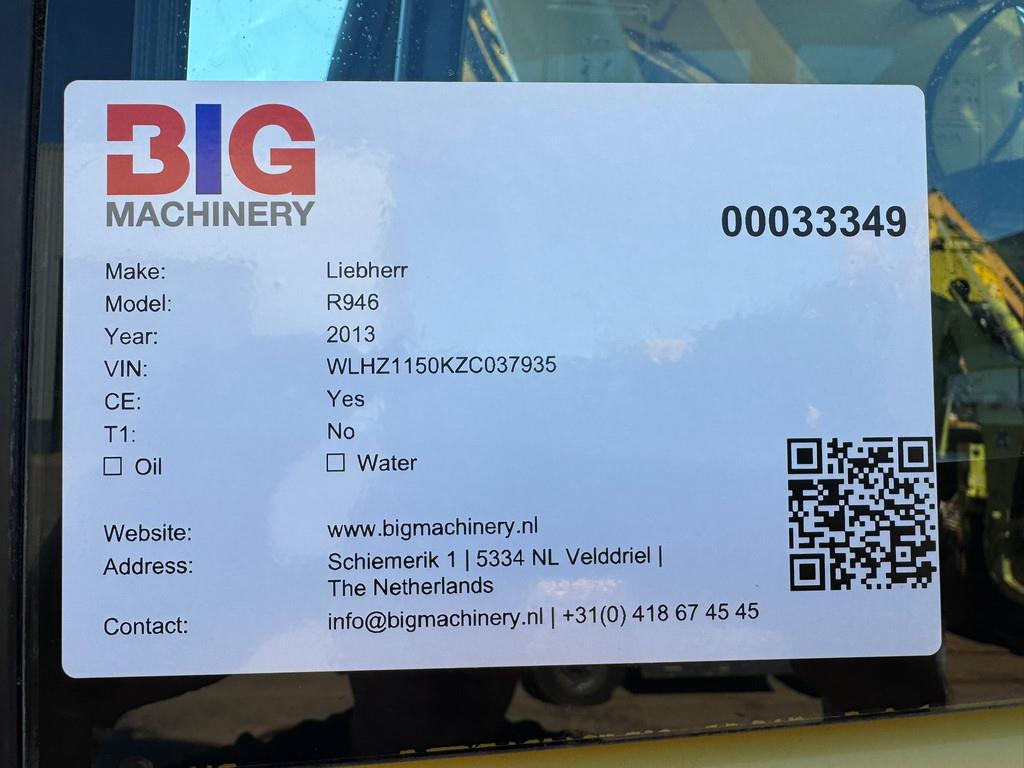 BIG
MACHINERY
00033349
Make: Liebherr
Model: R946
Year: 2013
VIN: WLHZ1150KZC037935
CE: Yes
T1: No
☐ Oil ☐ Water
Website: www.bigmachinery.nl
Address: Schiemerik 1 | 5334 NL Velddriel |
The Netherlands
Contact: info@bigmachinery.nl | +31(0) 418 67 45 45